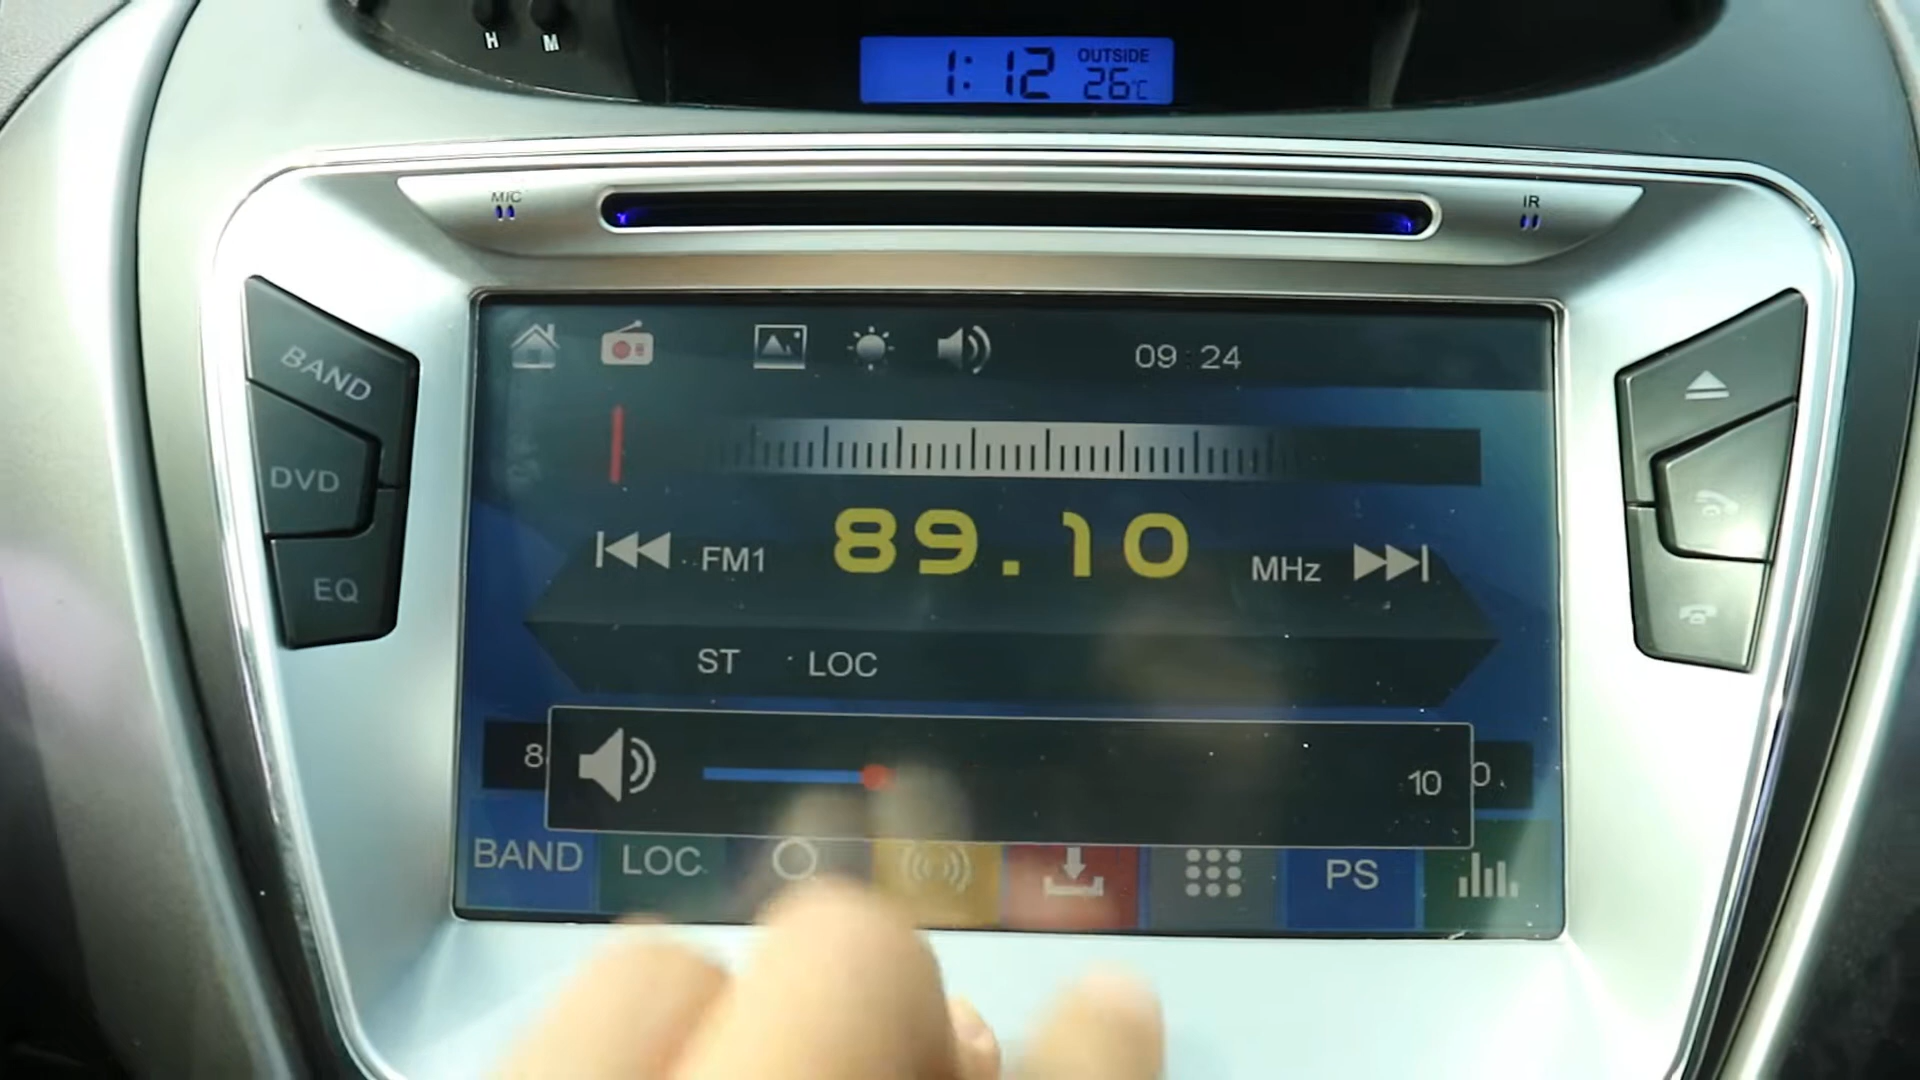 H M
1:12 OUTSIDE 26°C
MIC
IR
BAND
DVD
EQ
09 : 24
FM1 89.10 MHz
ST LOC
10
BAND LOC PS